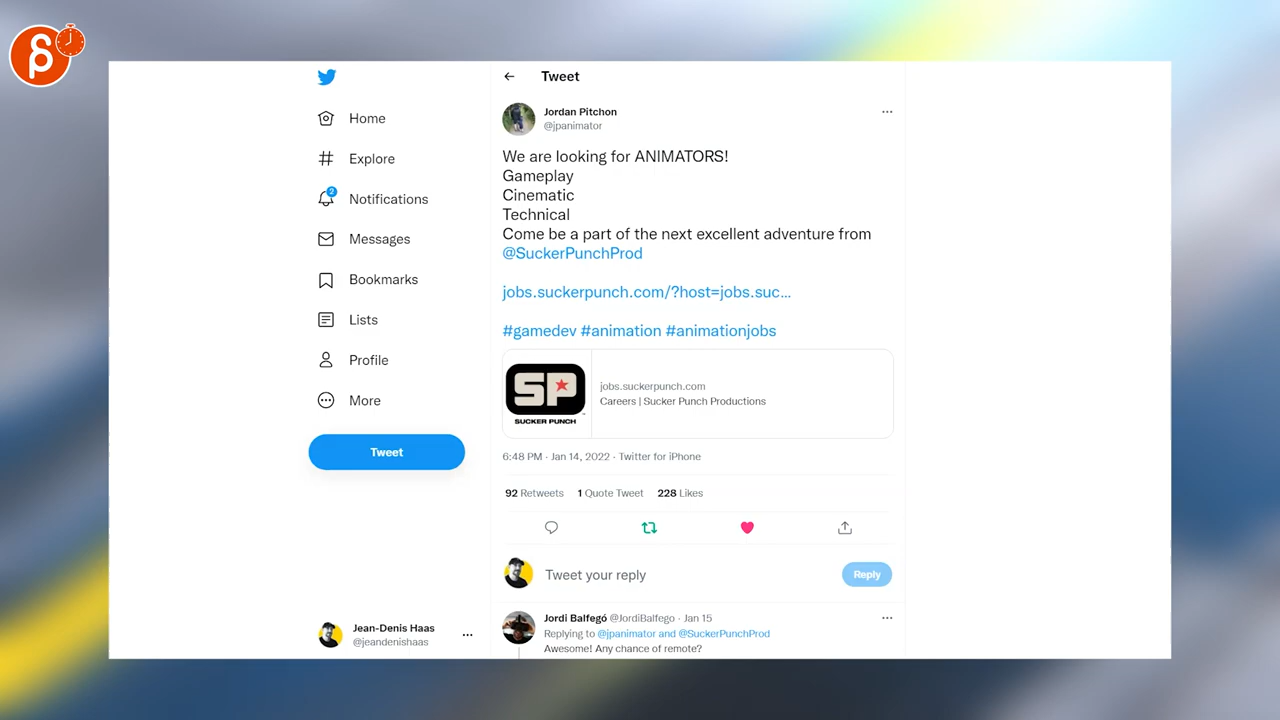 Tweet
Home
Explore
2
Notifications
Messages
Bookmarks
Lists
Profile
More
Tweet
Jean-Denis Haas
@jeandenishaas
Jordan Pitchon
@jpanimator
We are looking for ANIMATORS!
Gameplay
Cinematic
Technical
Come be a part of the next excellent adventure from
@SuckerPunchProd
jobs.suckerpunch.com/?host=jobs.suc...
#gamedev #animation #animationjobs
SP
SUCKER PUNCH
jobs.suckerpunch.com
Careers | Sucker Punch Productions
6:48 PM · Jan 14, 2022 · Twitter for iPhone
92 Retweets 1 Quote Tweet 228 Likes
Tweet your reply
Reply
Jordi Balfegó @JordiBalfego · Jan 15
Replying to @jpanimator and @SuckerPunchProd
Awesome! Any chance of remote?